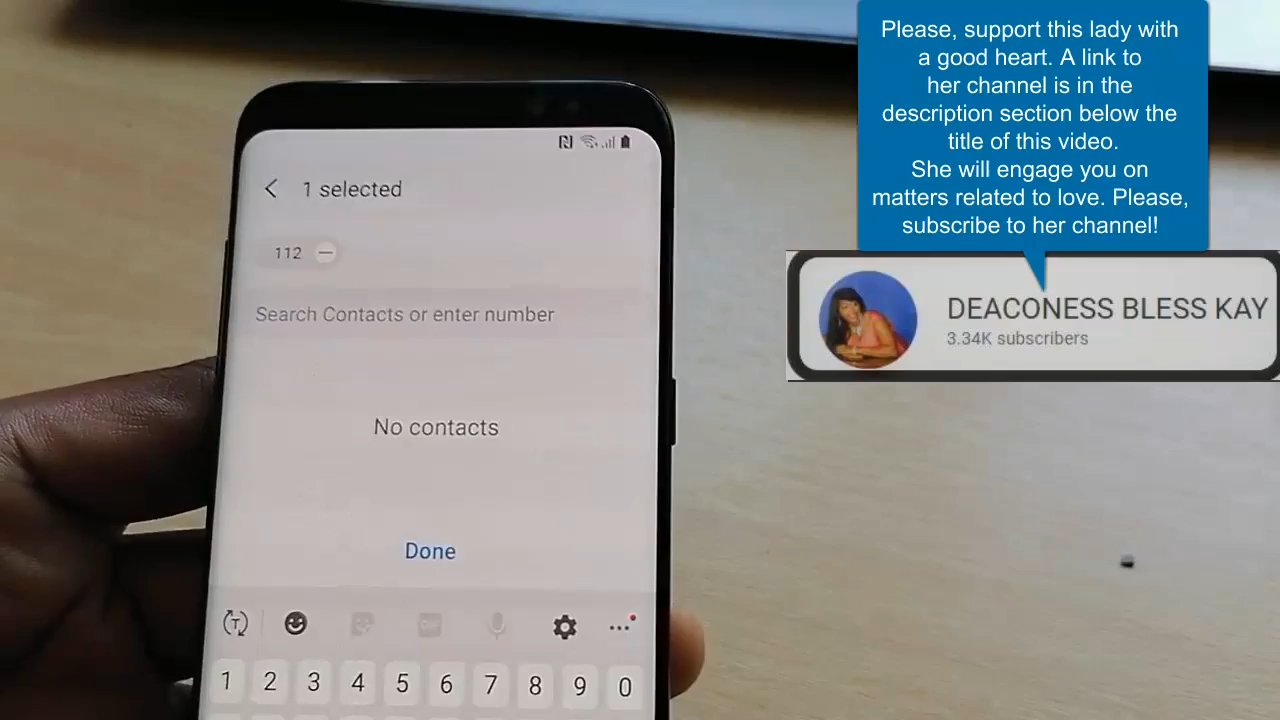 Please, support this lady with
a good heart. A link to
her channel is in the
description section below the
title of this video.
She will engage you on
matters related to love. Please,
subscribe to her channel!
DEACONESS BLESS KAY
3.34K subscribers
1 selected
112
Search Contacts or enter number
No contacts
Done
1 2 3 4 5 6 7 8 9 0